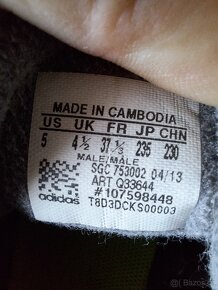 MADE IN CAMBODIA
US UK FR JP CHN
5 4½ 37⅓ 235 230
MALE/MALE
SGC 753002 04/13
ART Q33644
#107598448
adidas T8D3DCKS00003